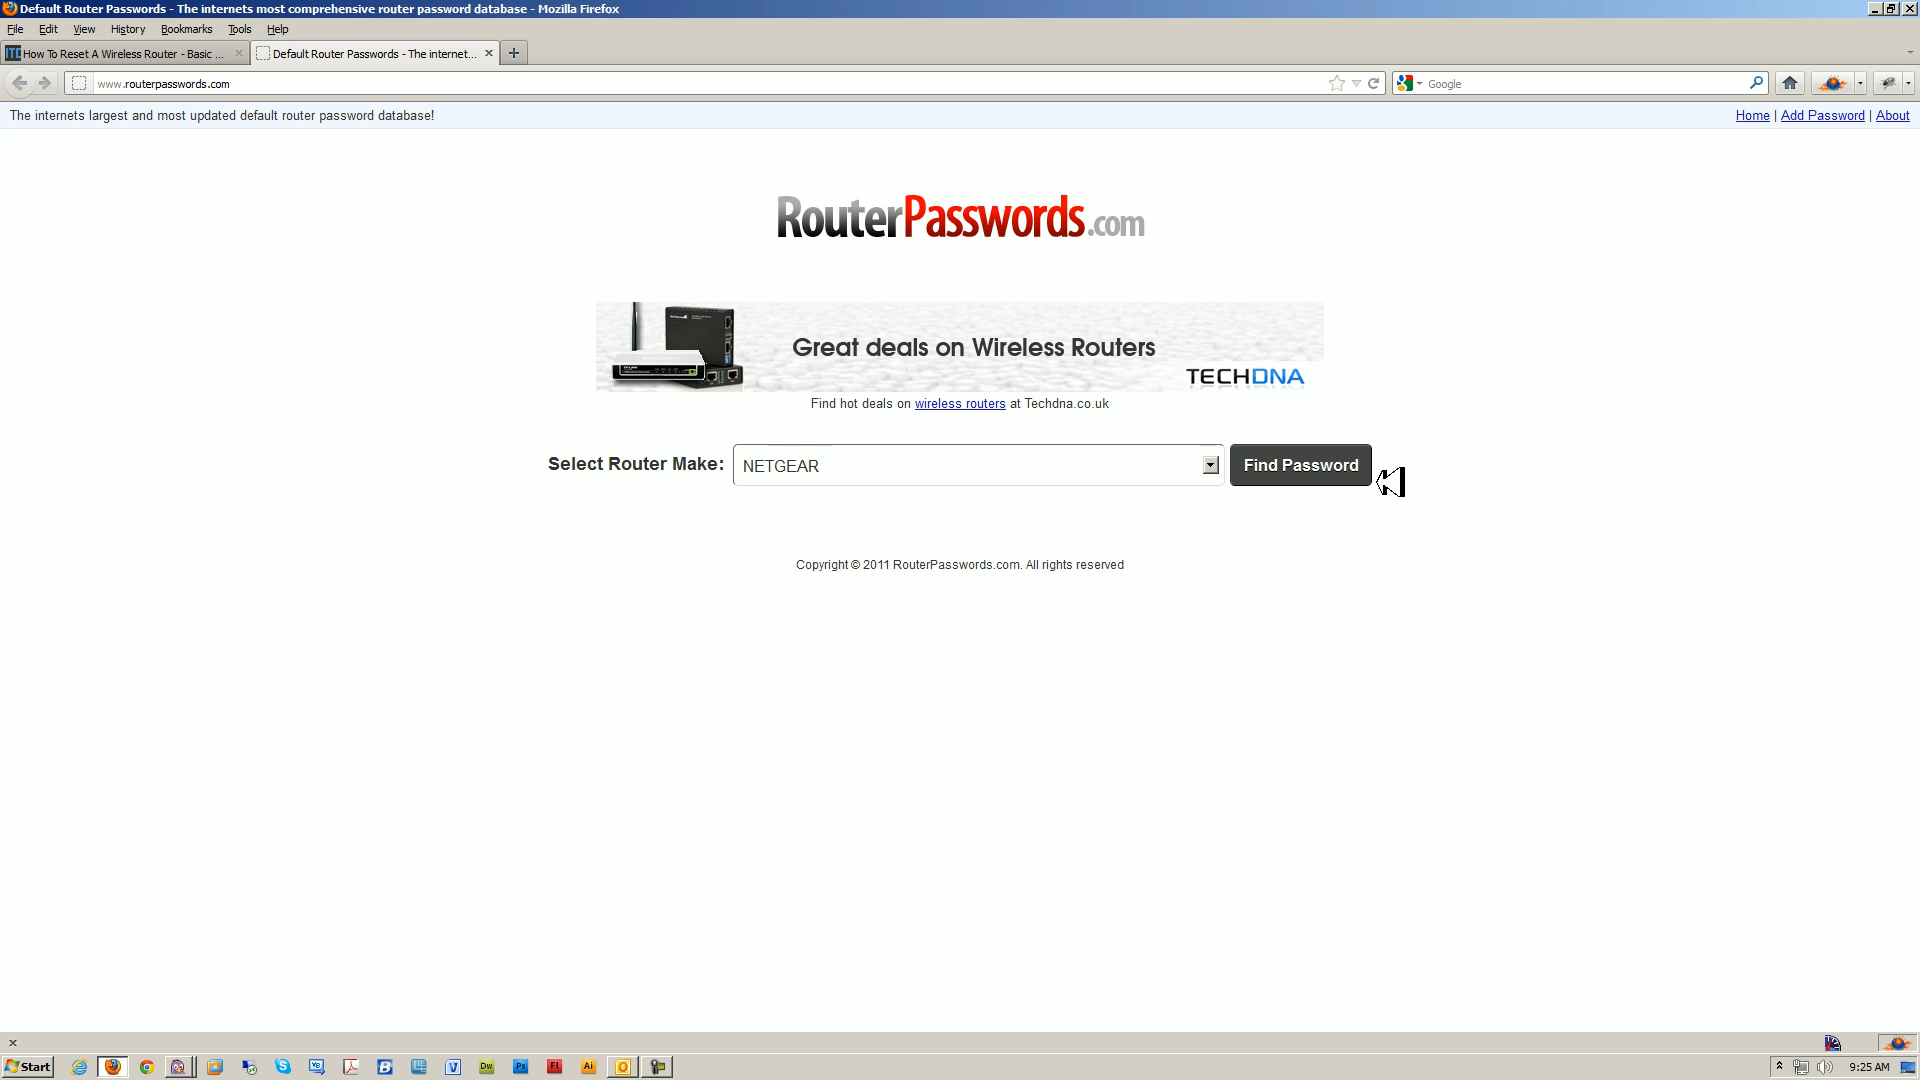 Default Router Passwords - The internets most comprehensive router password database - Mozilla Firefox
File Edit View History Bookmarks Tools Help
How To Reset A Wireless Router - Basic ...
Default Router Passwords - The internet...
www.routerpasswords.com
Google
The internets largest and most updated default router password database!
Home | Add Password | About
RouterPasswords.com
Great deals on Wireless Routers
TECHDNA
Find hot deals on wireless routers at Techdna.co.uk
Select Router Make: NETGEAR Find Password
Copyright © 2011 RouterPasswords.com. All rights reserved
Start
Dw Ps Fl Ai
9:25 AM